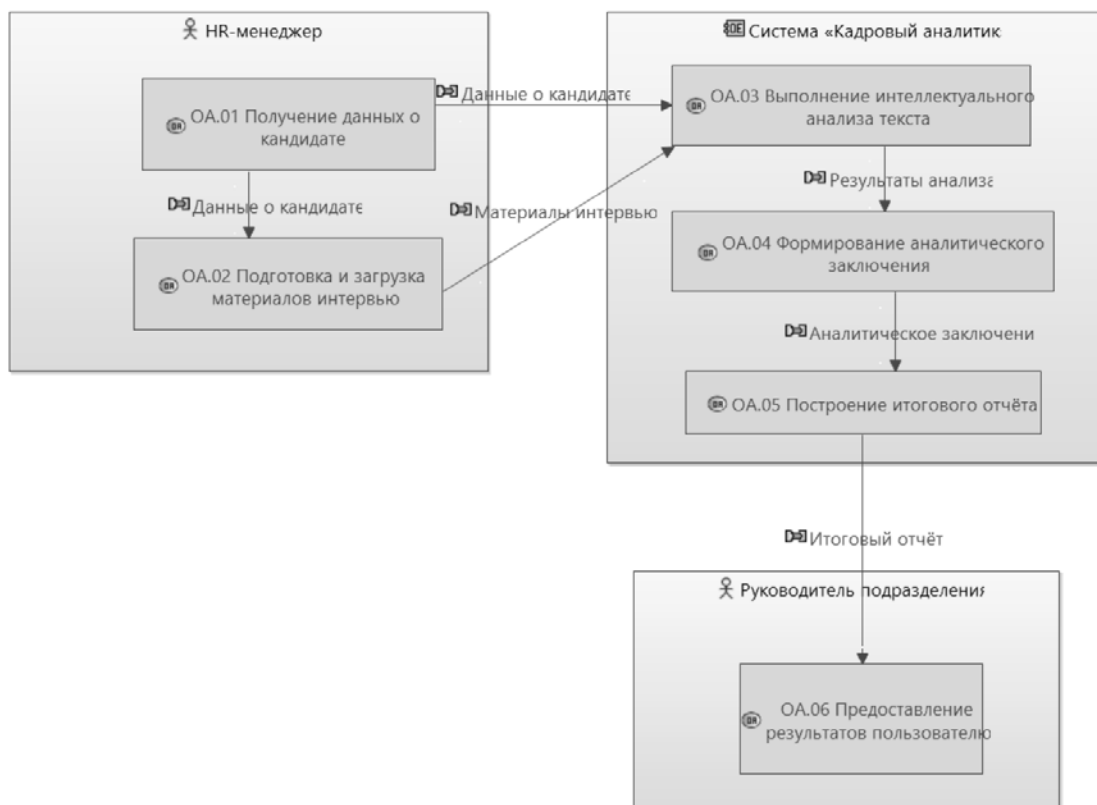 HR-менеджер
ОА.01 Получение данных о
кандидате
Данные о кандидате
ОА.02 Подготовка и загрузка
материалов интервью
Данные о кандидате
Материалы интервью
Система «Кадровый аналитик
ОА.03 Выполнение интеллектуального
анализа текста
Результаты анализа
ОА.04 Формирование аналитического
заключения
Аналитическое заключени
ОА.05 Построение итогового отчёта
Итоговый отчёт
Руководитель подразделения
ОА.06 Предоставление
результатов пользователю